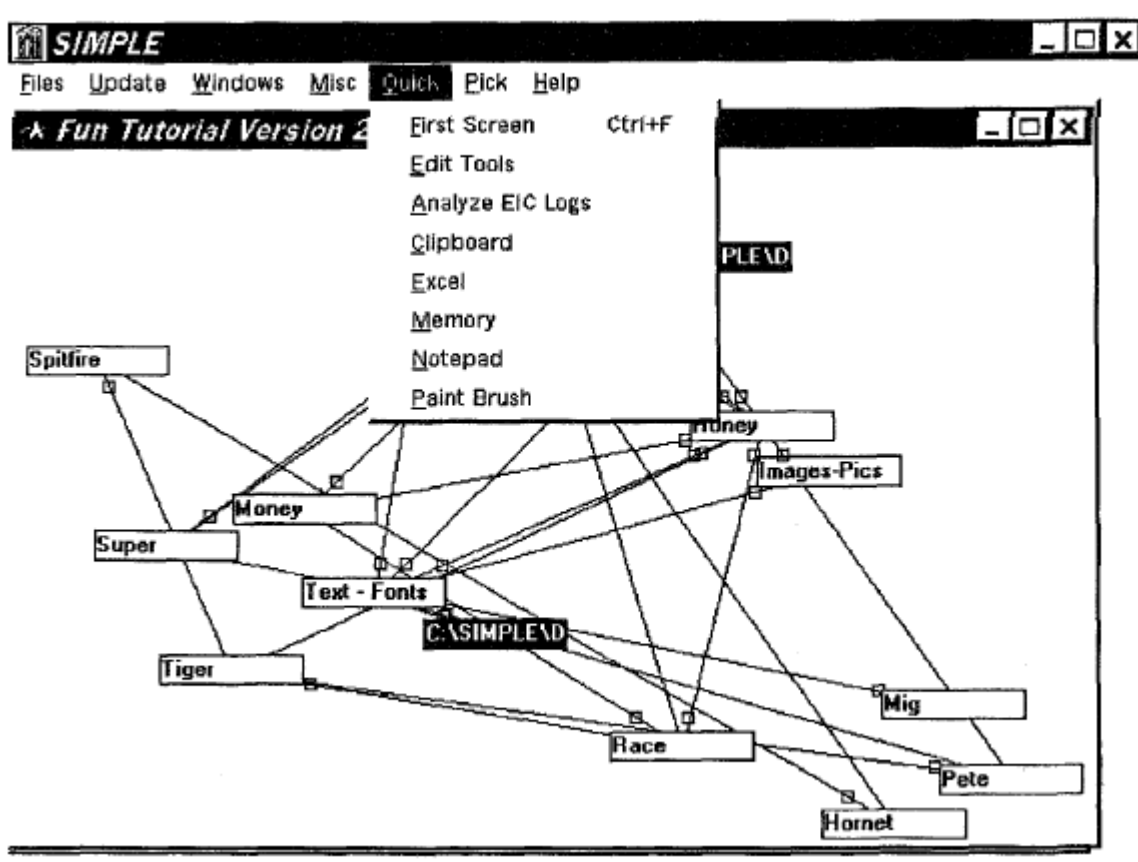 SIMPLE
Files Update Windows Misc Quick Pick Help
Fun Tutorial Version 2
First Screen Ctrl+F
Edit Tools
Analyze EIC Logs
Clipboard
Excel
Memory
Notepad
Paint Brush
PLE\D
Spitfire
Honey
Images-Pics
Money
Super
Text - Fonts
C:\SIMPLE\D
Tiger
Mig
Race
Pete
Hornet